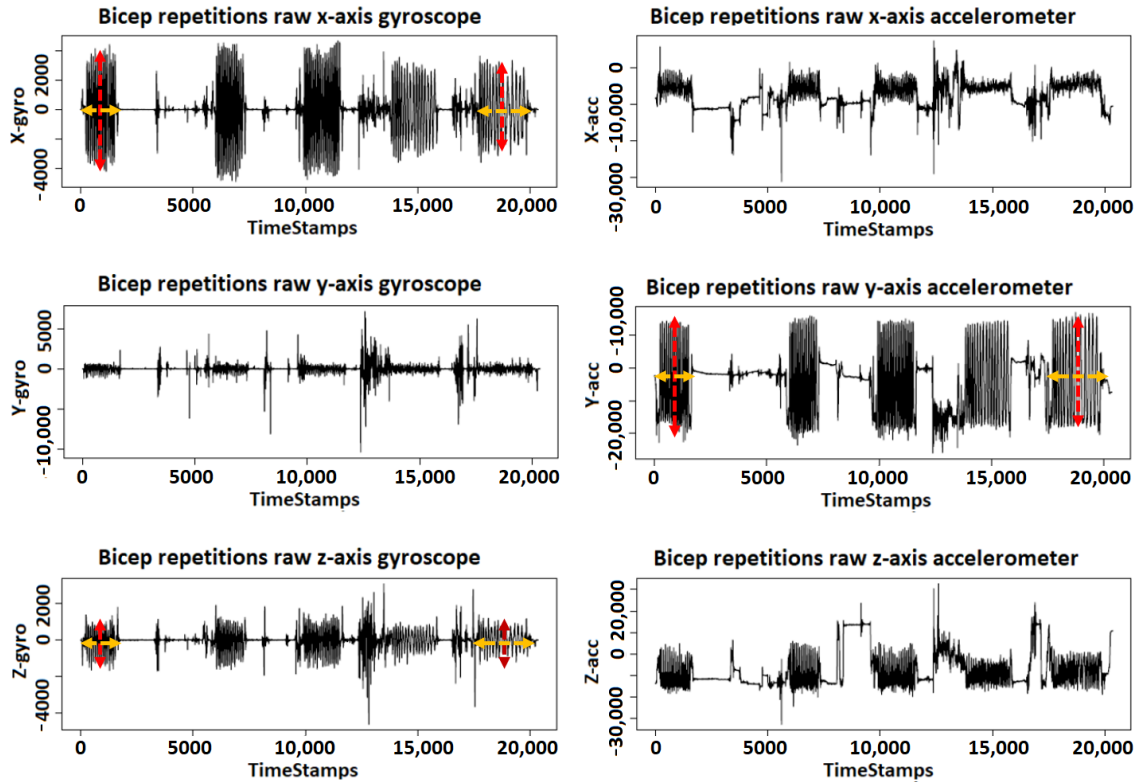 Bicep repetitions raw x-axis gyroscope
X-gyro
2000
0
−4000
0
5000
10,000
15,000
20,000
TimeStamps
Bicep repetitions raw x-axis accelerometer
X-acc
0
−10,000
−30,000
0
5000
10,000
15,000
20,000
TimeStamps
Bicep repetitions raw y-axis gyroscope
Y-gyro
5000
0
−10,000
0
5000
10,000
15,000
20,000
TimeStamps
Bicep repetitions raw y-axis accelerometer
Y-acc
10,000
0
−20,000
0
5000
10,000
15,000
20,000
TimeStamps
Bicep repetitions raw z-axis gyroscope
Z-gyro
2000
0
−4000
0
5000
10,000
15,000
20,000
TimeStamps
Bicep repetitions raw z-axis accelerometer
Z-acc
20,000
0
−30,000
0
5000
10,000
15,000
20,000
TimeStamps